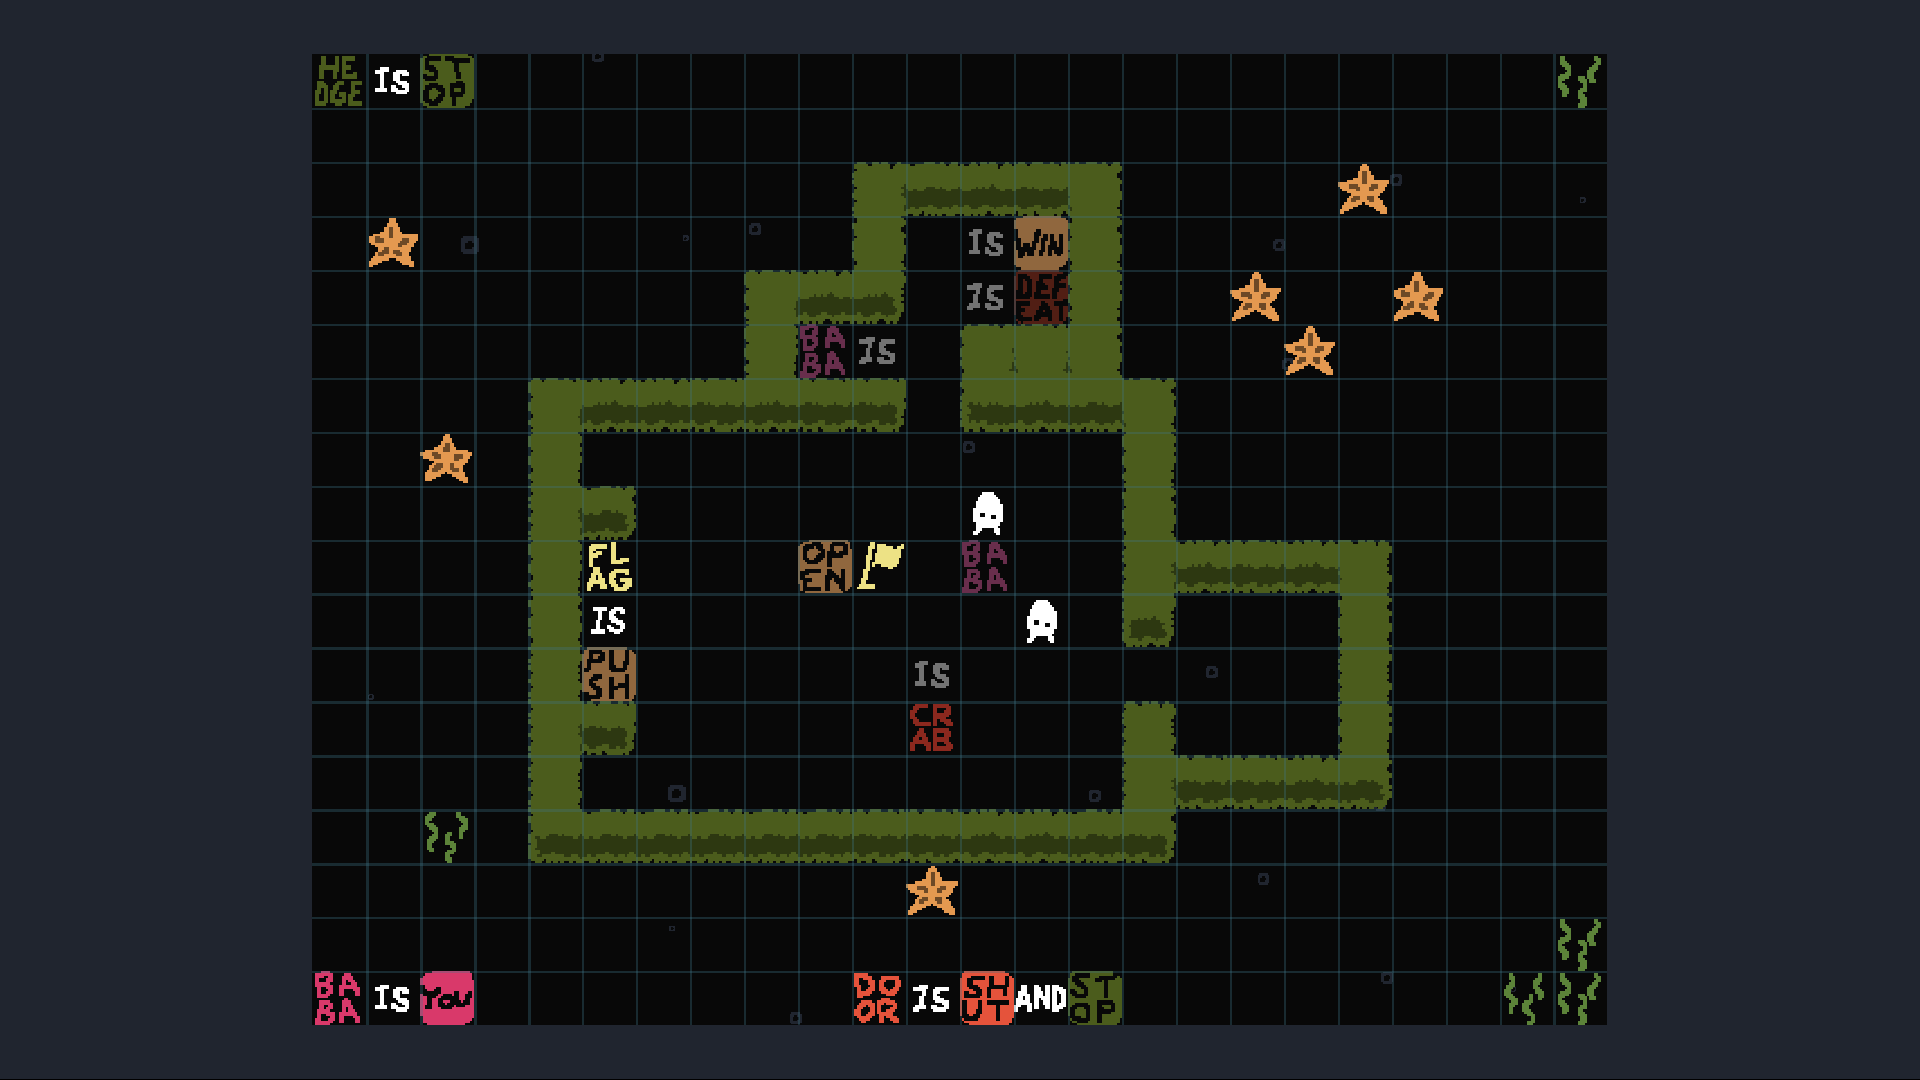 HEDGE IS STOP
IS WIN
IS DEFEAT
BABA IS
FLAG OPEN BABA
IS
PUSH IS
CRAB
BABA IS YOU DOOR IS SHUT AND STOP